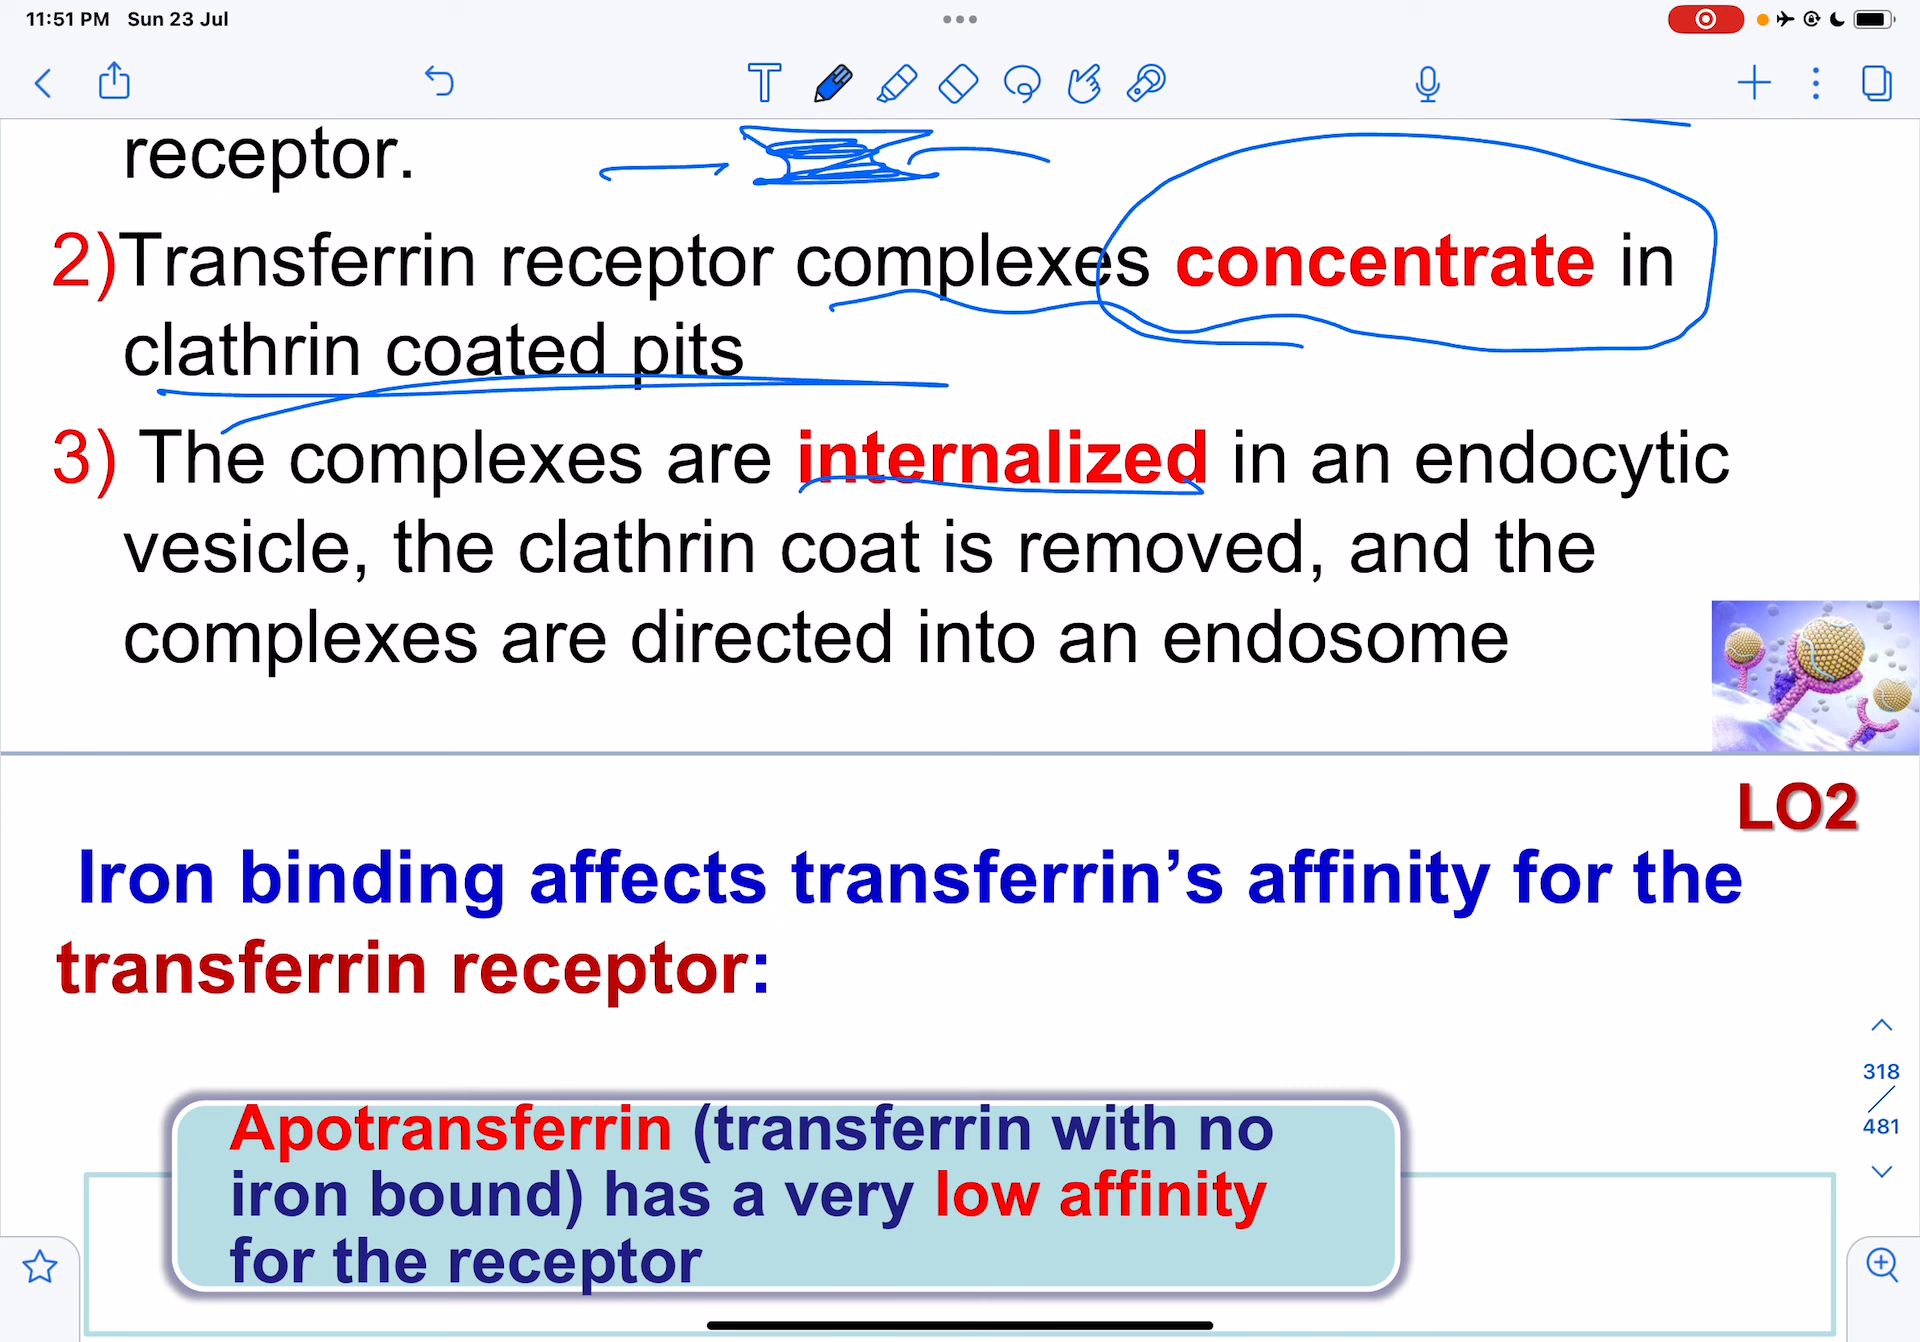 11:51 PM Sun 23 Jul
receptor.
2)Transferrin receptor complexes concentrate in
clathrin coated pits
3) The complexes are internalized in an endocytic
vesicle, the clathrin coat is removed, and the
complexes are directed into an endosome
LO2
Iron binding affects transferrin’s affinity for the
transferrin receptor:
318
481
Apotransferrin (transferrin with no
iron bound) has a very low affinity
for the receptor